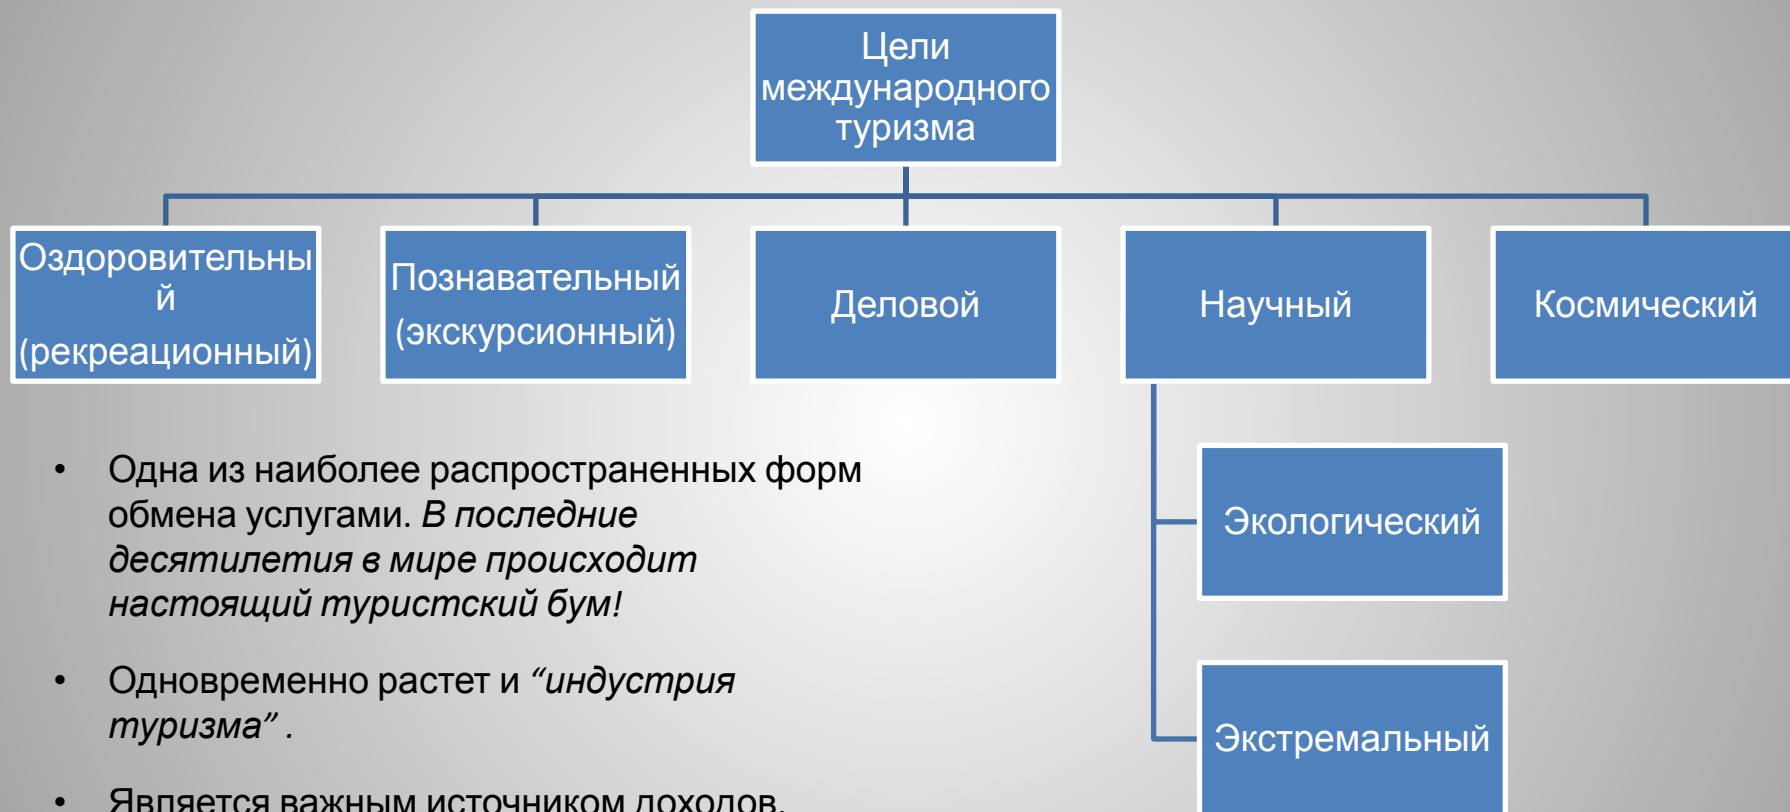 Цели
международного
туризма
Оздоровительны
й
(рекреационный)
Познавательный
(экскурсионный)
Деловой
Научный
Космический
Экологический
Экстремальный
• Одна из наиболее распространенных форм
обмена услугами. В последние
десятилетия в мире происходит
настоящий туристский бум!
• Одновременно растет и “индустрия
туризма” .
• Является важным источником доходов.